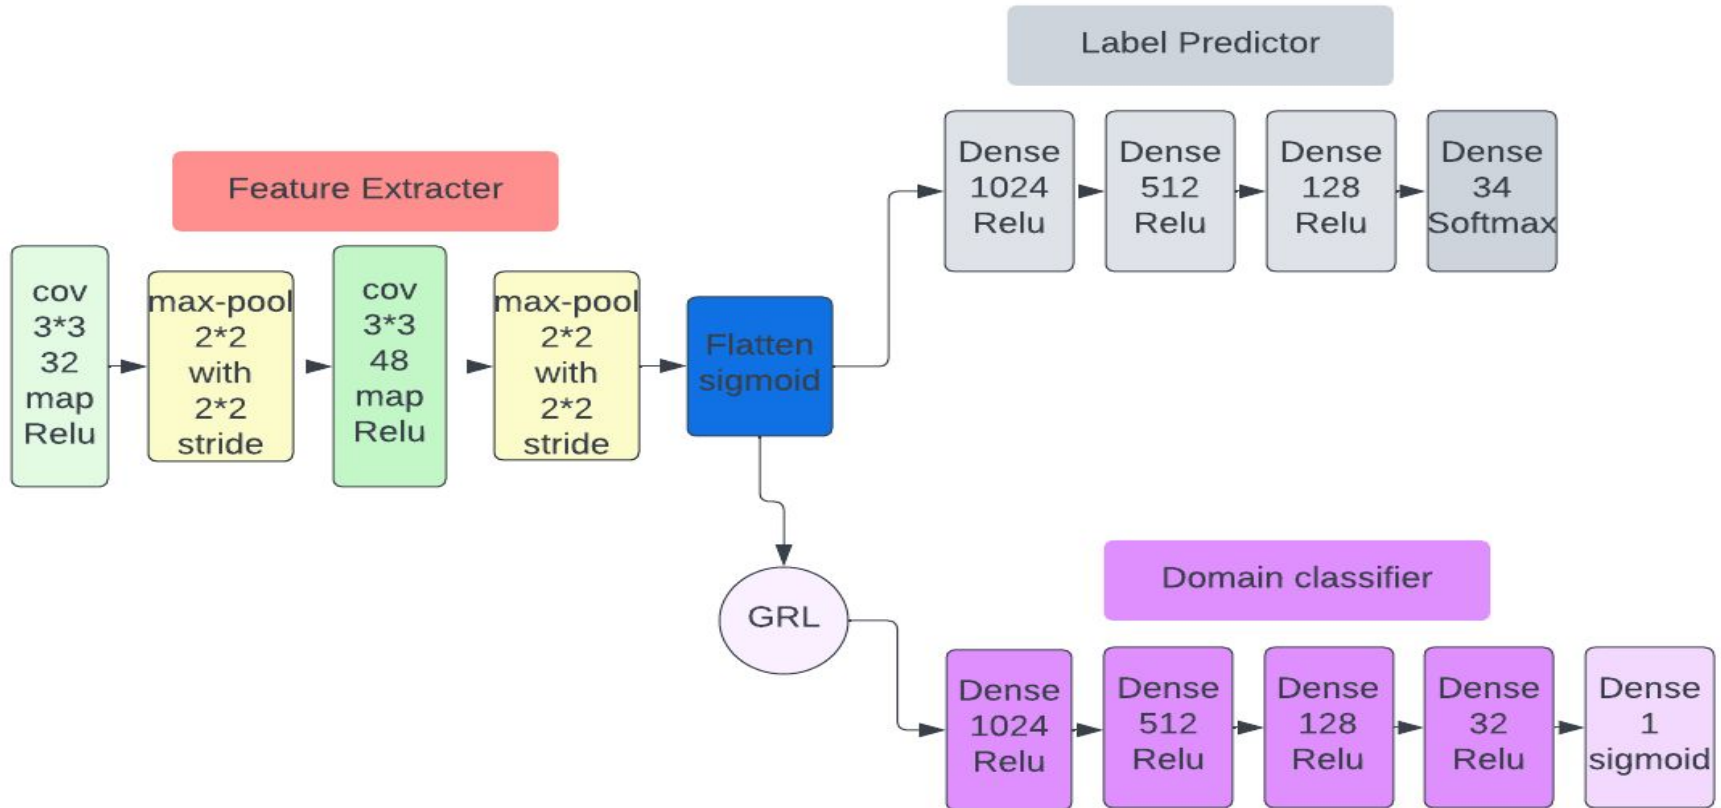 Label Predictor
Dense
1024
Relu
Dense
512
Relu
Dense
128
Relu
Dense
34
Softmax
Feature Extracter
cov
3*3
32
map
Relu
max-pool
2*2
with
2*2
stride
cov
3*3
48
map
Relu
max-pool
2*2
with
2*2
stride
Flatten
sigmoid
GRL
Domain classifier
Dense
1024
Relu
Dense
512
Relu
Dense
128
Relu
Dense
32
Relu
Dense
1
sigmoid